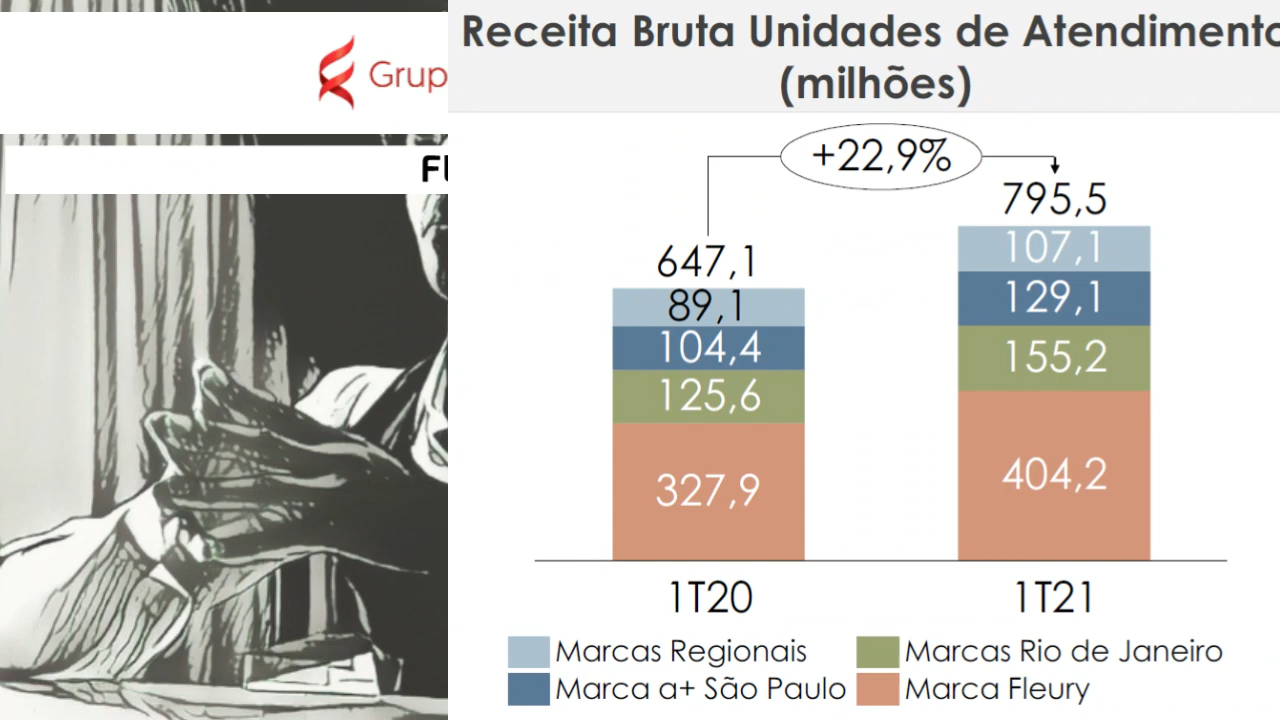 Grup
Receita Bruta Unidades de Atendimento
(milhões)
+22,9%
647,1
795,5
89,1
107,1
104,4
129,1
125,6
155,2
327,9
404,2
1T20
1T21
Marcas Regionais
Marcas Rio de Janeiro
Marca a+ São Paulo
Marca Fleury